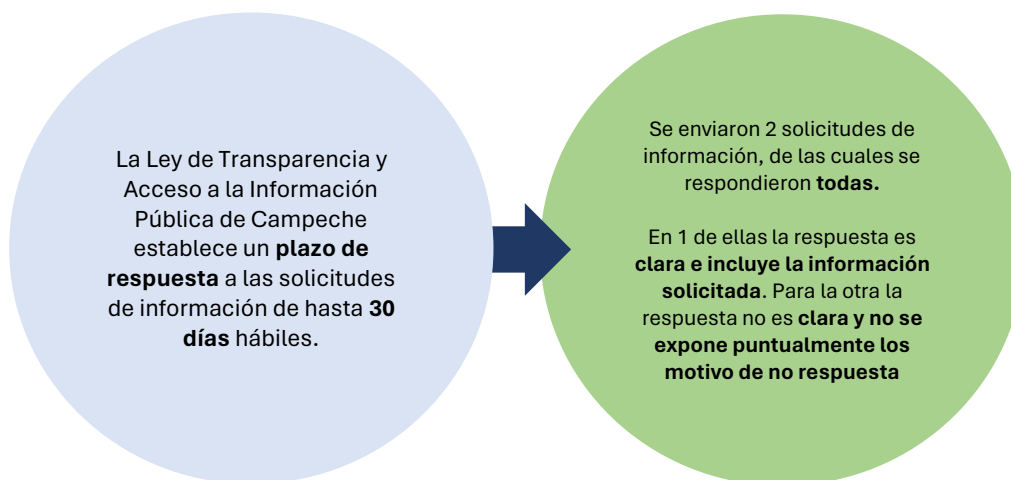 La Ley de Transparencia y
Acceso a la Información
Pública de Campeche
establece un plazo de
respuesta a las solicitudes
de información de hasta 30
días hábiles.
Se enviaron 2 solicitudes de
información, de las cuales se
respondieron todas.
En 1 de ellas la respuesta es
clara e incluye la información
solicitada. Para la otra la
respuesta no es clara y no se
expone puntualmente los
motivo de no respuesta